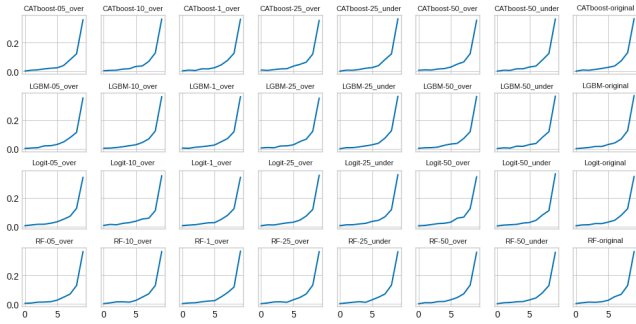 CATboost-05_over CATboost-10_over CATboost-1_over CATboost-25_over CATboost-25_under CATboost-50_over CATboost-50_under CATboost-original
0.2
0.0
LGBM-05_over LGBM-10_over LGBM-1_over LGBM-25_over LGBM-25_under LGBM-50_over LGBM-50_under LGBM-original
0.2
0.0
Logit-05_over Logit-10_over Logit-1_over Logit-25_over Logit-25_under Logit-50_over Logit-50_under Logit-original
0.2
0.0
RF-05_over RF-10_over RF-1_over RF-25_over RF-25_under RF-50_over RF-50_under RF-original
0.2
0.0
0 5 0 5 0 5 0 5 0 5 0 5 0 5 0 5